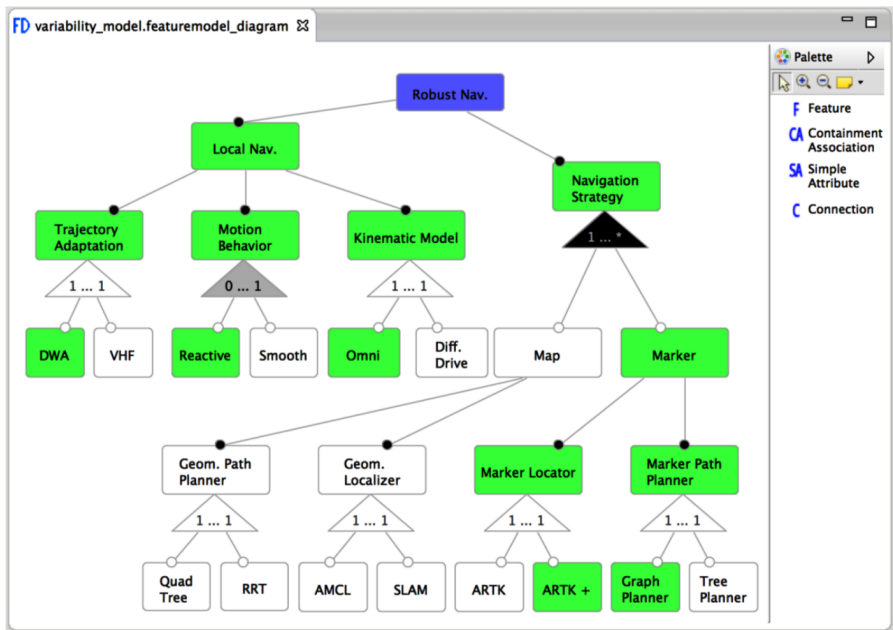 FD variability_model.featuremodel_diagram
Palette
F Feature
CA Containment
Association
SA Simple
Attribute
C Connection
Robust Nav.
Local Nav.
Navigation
Strategy
1 ... *
Trajectory
Adaptation
Motion
Behavior
Kinematic Model
1 ... 1
0 ... 1
1 ... 1
DWA
VHF
Reactive
Smooth
Omni
Diff.
Drive
Map
Marker
Geom. Path
Planner
Geom.
Localizer
Marker Locator
Marker Path
Planner
1 ... 1
1 ... 1
1 ... 1
1 ... 1
Quad
Tree
RRT
AMCL
SLAM
ARTK
ARTK +
Graph
Planner
Tree
Planner